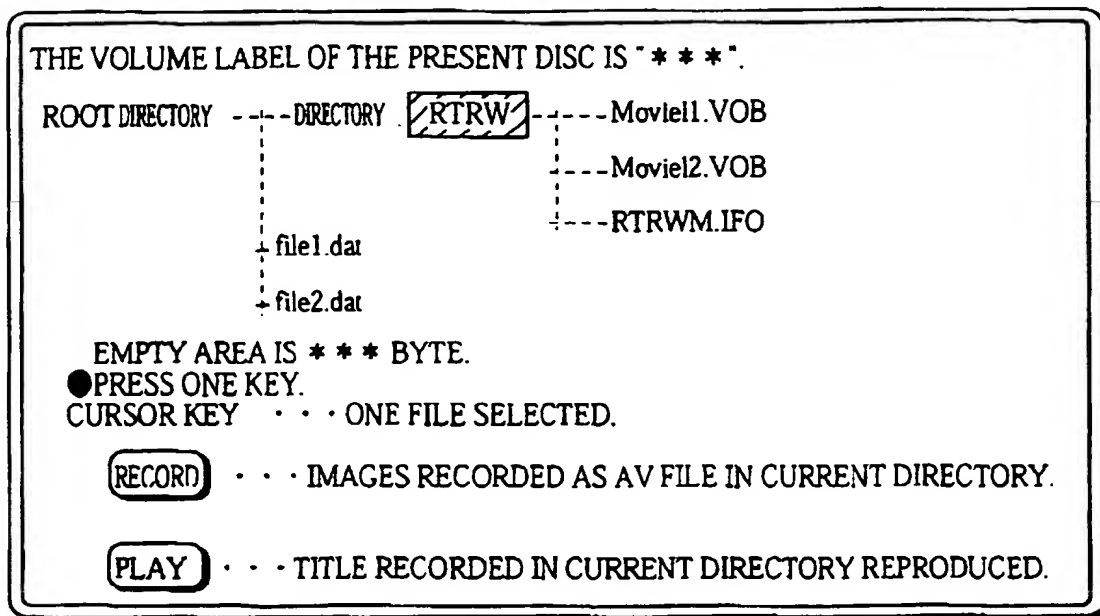 THE VOLUME LABEL OF THE PRESENT DISC IS "* * *".
ROOT DIRECTORY DIRECTORY RTRW Movie11.VOB
Movie12.VOB
RTRWM.IFO
file1.dat
file2.dat
EMPTY AREA IS * * * BYTE.
●PRESS ONE KEY.
CURSOR KEY · · · ONE FILE SELECTED.
RECORD · · · IMAGES RECORDED AS AV FILE IN CURRENT DIRECTORY.
PLAY · · · TITLE RECORDED IN CURRENT DIRECTORY REPRODUCED.